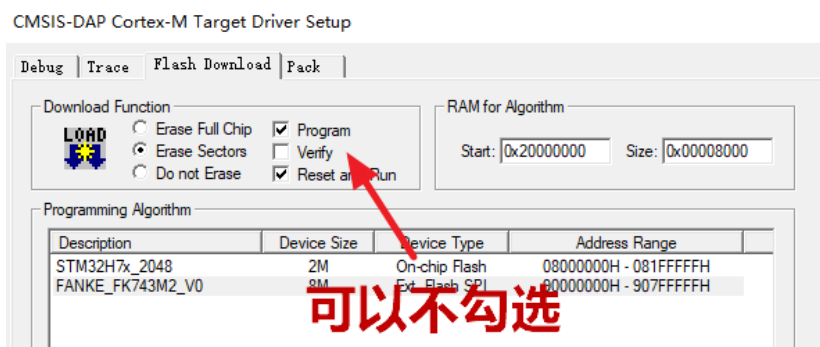 CMSIS-DAP Cortex-M Target Driver Setup
Debug Trace Flash Download Pack
Download Function
LOAD
Erase Full Chip
Erase Sectors
Do not Erase
Program
Verify
Reset and Run
RAM for Algorithm
Start: 0x20000000 Size: 0x00008000
Programming Algorithm
Description Device Size Device Type Address Range
STM32H7x_2048 2M On-chip Flash 08000000H - 081FFFFFH
FANKE_FK743M2_V0 8M Ext. Flash SPI 90000000H - 907FFFFFH
可以不勾选